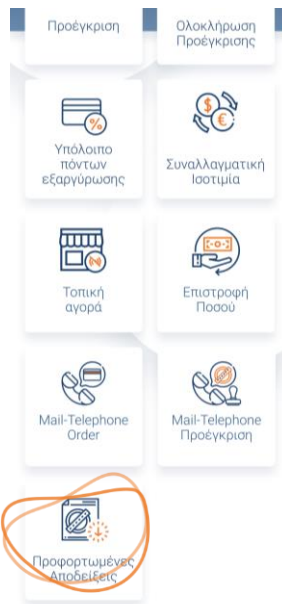 Προέγκριση
Ολοκλήρωση
Προέγκρισης
Υπόλοιπο
πόντων
εξαργύρωσης
Συναλλαγματική
Ισοτιμία
Τοπική
αγορά
Επιστροφή
Ποσού
Mail-Telephone
Order
Mail-Telephone
Προέγκριση
Προφορτωμένες
Αποδείξεις